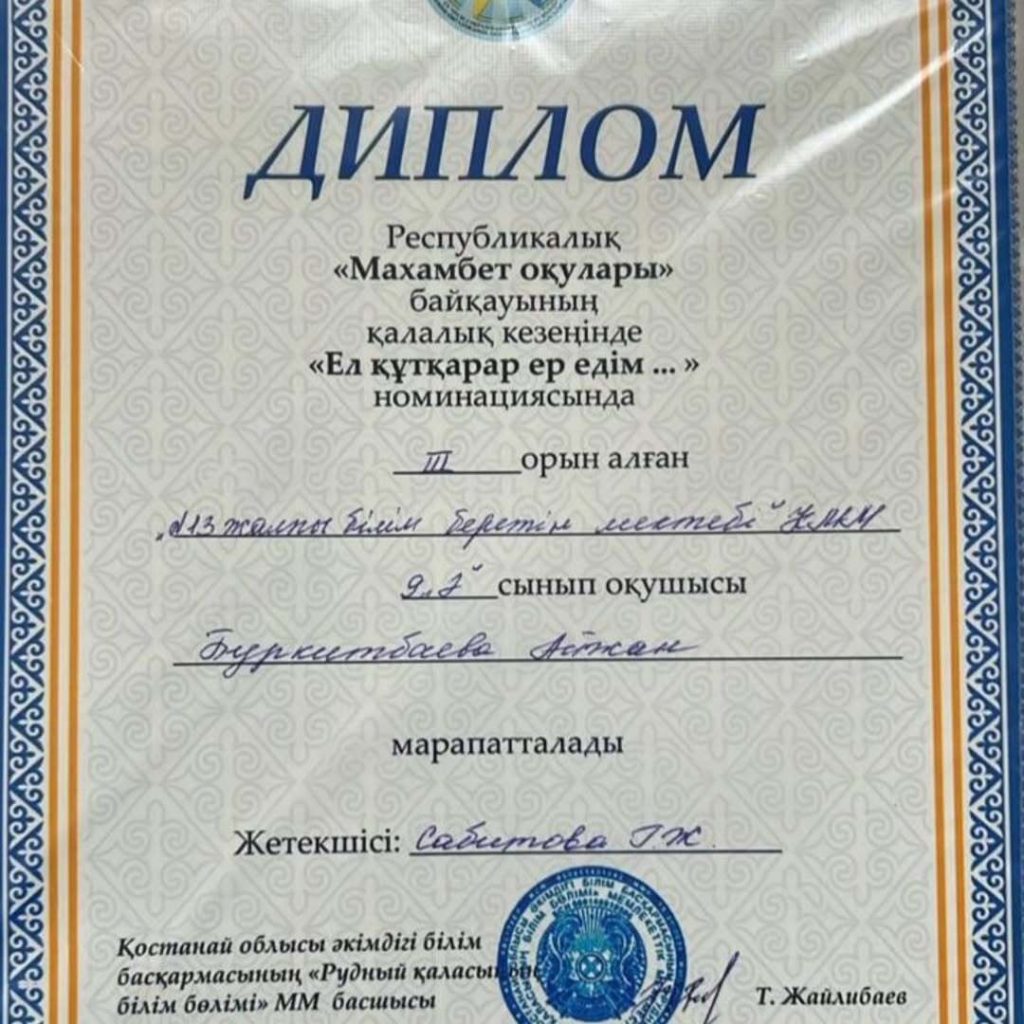 ДИПЛОМ
Республикалық
«Махамбет оқулары»
байқауының
қалалық кезеңінде
«Ел құтқарар ер едім ... »
номинациясында
III орын алған
"№13 жалпы білім беретін мектебі" КММ
9 "Ә" сынып оқушысы
Буркитбаева Айжан
марапатталады
Жетекшісі: Сабитова Г.Ж.
Қостанай облысы әкімдігі білім
басқармасының «Рудный қаласының
білім бөлімі» ММ басшысы
Т. Жайлибаев